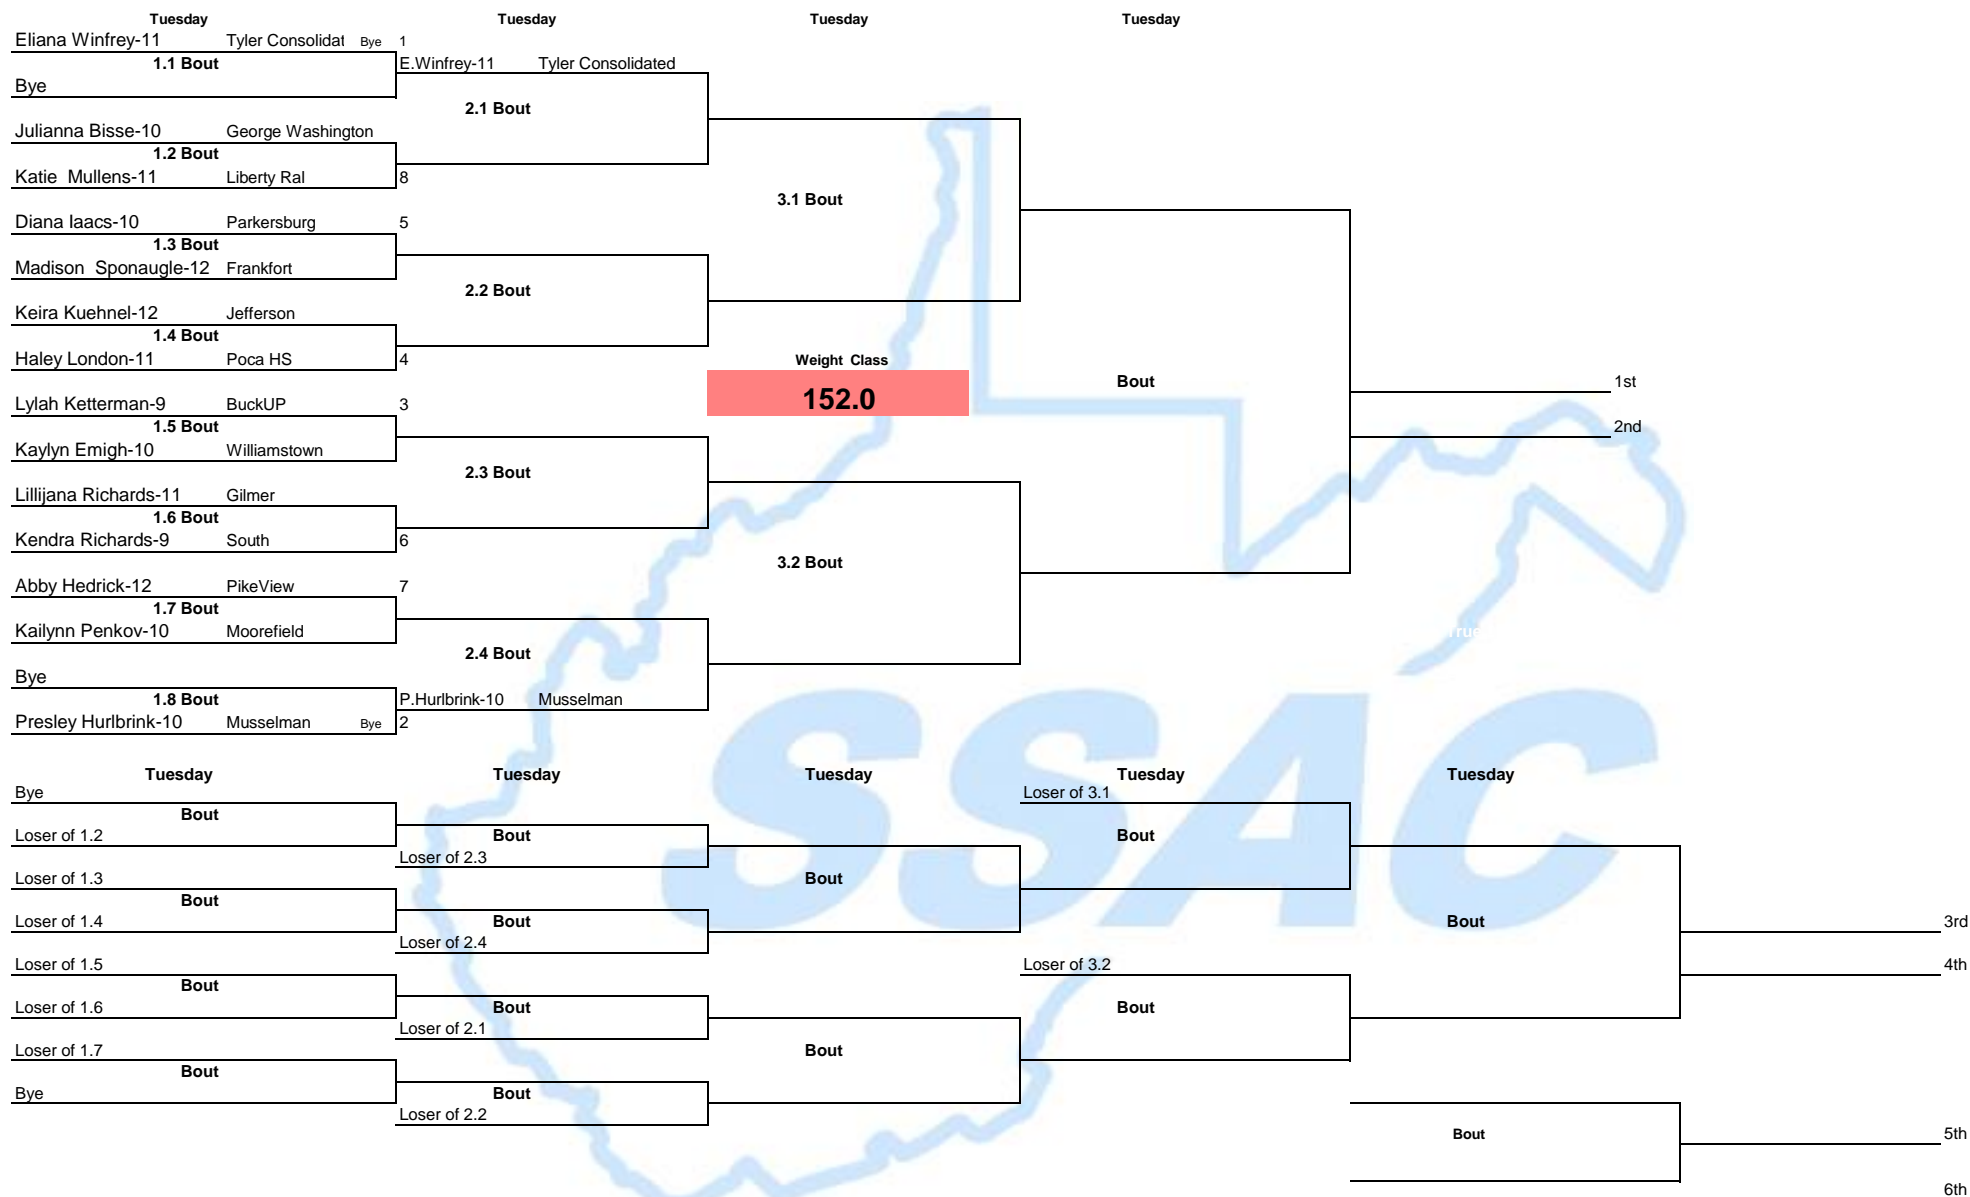 Tuesday Tuesday Tuesday Tuesday
Eliana Winfrey-11 Tyler Consolidat Bye 1
1.1 Bout
E.Winfrey-11 Tyler Consolidated
Bye
2.1 Bout
Julianna Bisse-10 George Washington
1.2 Bout
Katie Mullens-11 Liberty Ral 8
3.1 Bout
Diana Iaacs-10 Parkersburg 5
1.3 Bout
Madison Sponaugle-12 Frankfort
2.2 Bout
Keira Kuehnel-12 Jefferson
1.4 Bout
Haley London-11 Poca HS 4
Weight Class
Bout
1st
152.0
Lylah Ketterman-9 BuckUP 3
1.5 Bout
2nd
Kaylyn Emigh-10 Williamstown
2.3 Bout
Lillijana Richards-11 Gilmer
1.6 Bout
Kendra Richards-9 South 6
3.2 Bout
Abby Hedrick-12 PikeView 7
1.7 Bout
Kailynn Penkov-10 Moorefield
True
2.4 Bout
Bye
1.8 Bout
P.Hurlbrink-10 Musselman
Presley Hurlbrink-10 Musselman Bye 2
SSAC
Tuesday Tuesday Tuesday Tuesday Tuesday
Bye
Loser of 3.1
Bout
Loser of 1.2
Bout
Bout
Loser of 2.3
Loser of 1.3
Bout
Bout
Loser of 1.4
Bout
Bout
3rd
Loser of 2.4
Loser of 1.5
Loser of 3.2
4th
Bout
Loser of 1.6
Bout
Bout
Loser of 2.1
Loser of 1.7
Bout
Bout
Bye
Bout
Loser of 2.2
Bout
5th
6th